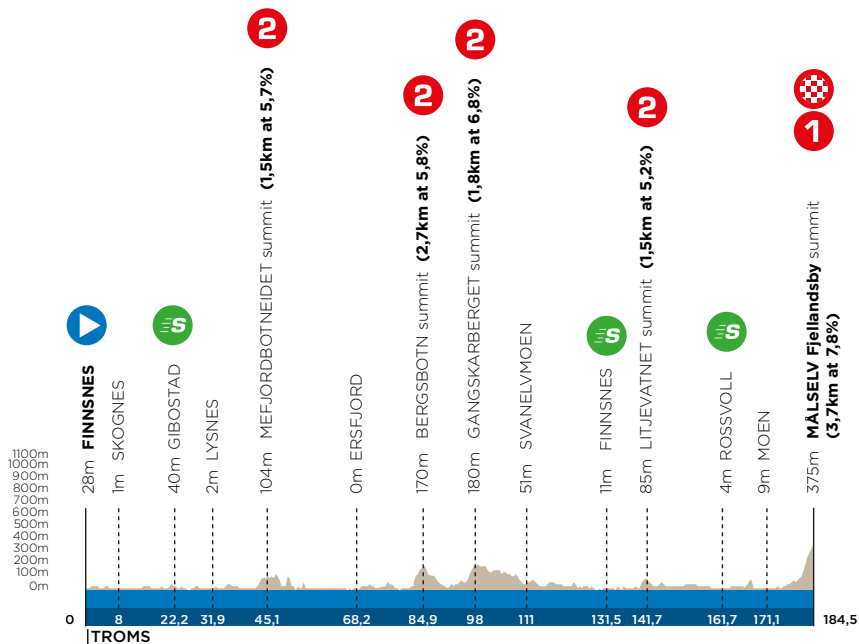 2
2
2
2
1
S
S
S
28m FINNSNES
1m SKOGNES
40m GIBOSTAD
2m LYSNES
104m MEFJORDBOTNEIDET summit (1,5km at 5,7%)
0m ERSFJORD
170m BERGSBOTN summit (2,7km at 5,8%)
180m GANGSKARBERGET summit (1,8km at 6,8%)
51m SVANELVMOEN
11m FINNSNES
85m LITJEVATNET summit (1,5km at 5,2%)
4m ROSSVOLL
9m MOEN
375m MÅLSELV Fjellandsby summit
(3,7km at 7,8%)
1100m
1000m
900m
800m
700m
600m
500m
400m
300m
200m
100m
0m
0 8 22,2 31,9 45,1 68,2 84,9 98 111 131,5 141,7 161,7 171,1 184,5
TROMS